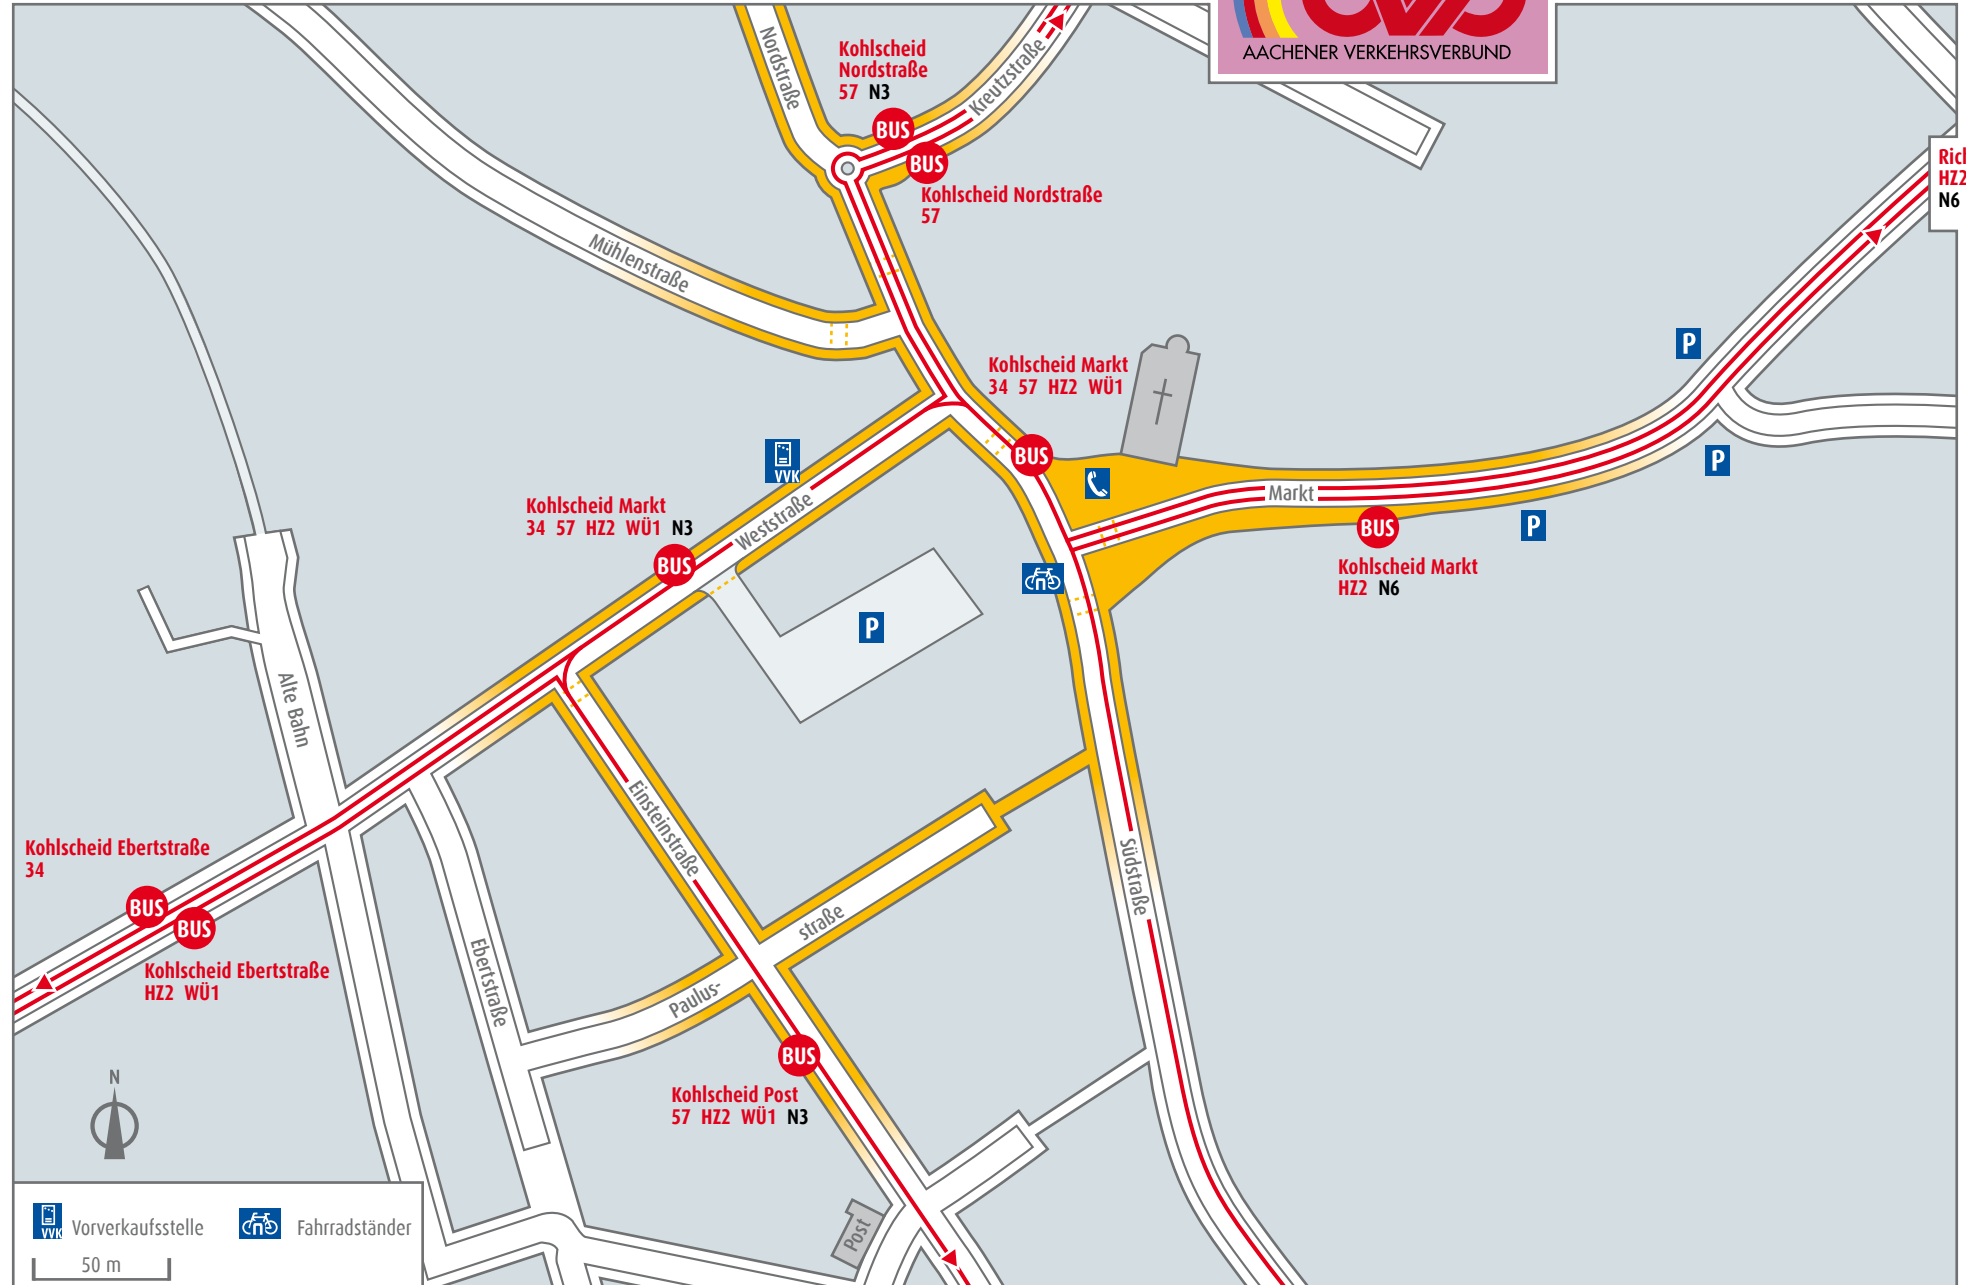 AACHENER VERKEHRSVERBUND
Nordstraße
Kohlscheid
Nordstraße
57 N3
Kreutzstraße
BUS
BUS
Kohlscheid Nordstraße
57
HZ2
N6
Mühlenstraße
Kohlscheid Markt
34 57 HZ2 WÜ1
BUS
P
P
P
VVK
Weststraße
Kohlscheid Markt
34 57 HZ2 WÜ1 N3
BUS
Markt
BUS
Kohlscheid Markt
HZ2 N6
P
Alte Bahn
Einsteinstraße
Südstraße
Kohlscheid Ebertstraße
34
BUS
BUS
Kohlscheid Ebertstraße
HZ2 WÜ1
Ebertstraße
straße
Paulus-
BUS
Kohlscheid Post
57 HZ2 WÜ1 N3
N
Post
VVK Vorverkaufsstelle
Fahrradständer
50 m